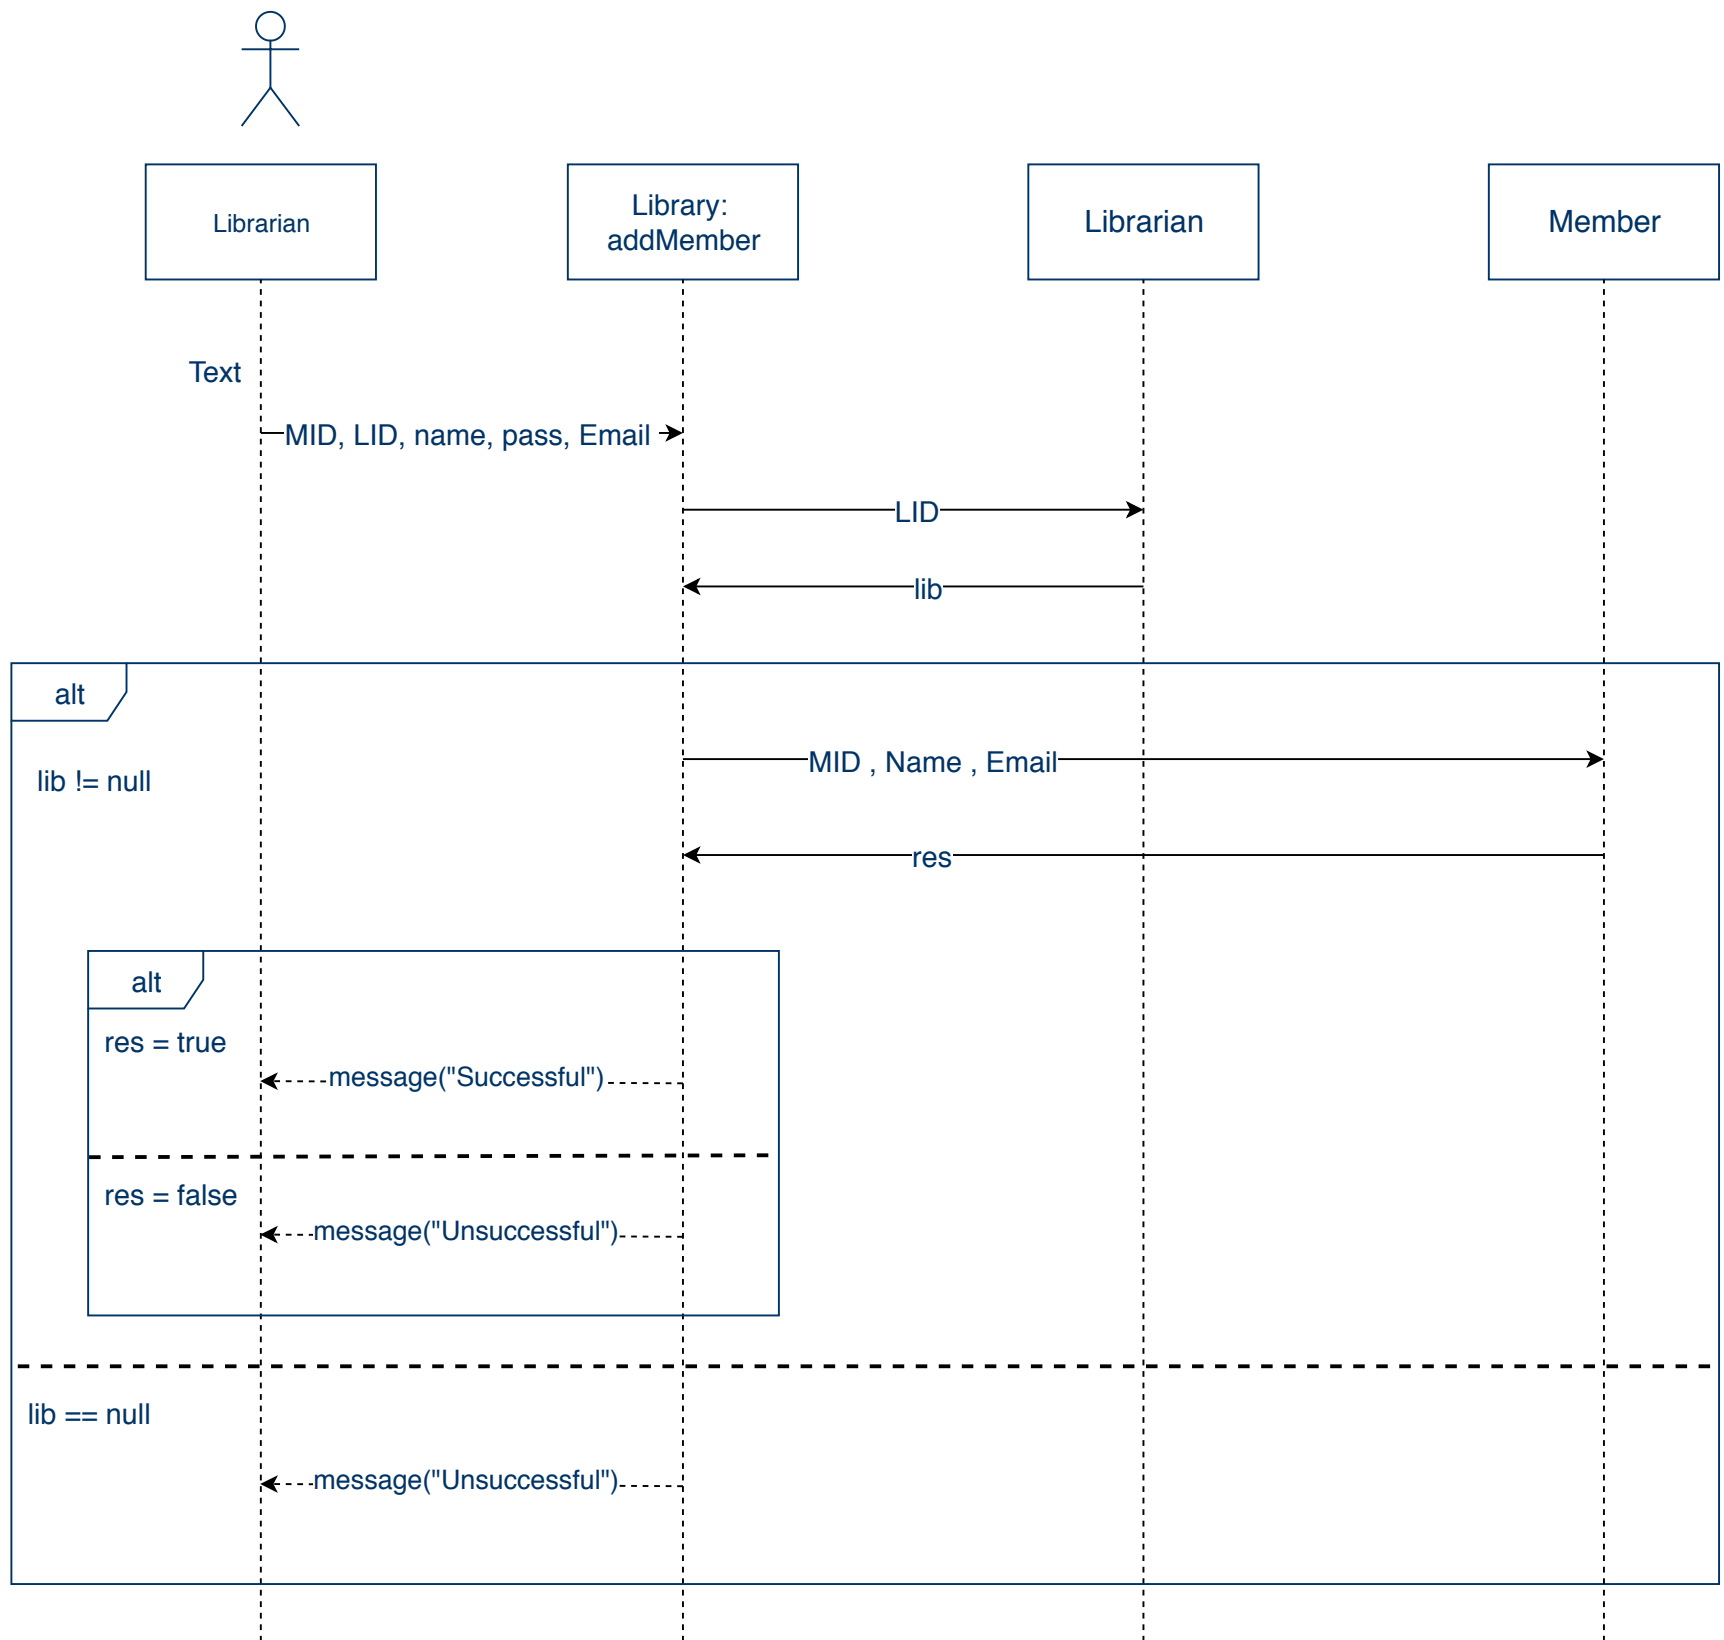 Librarian
Library:
addMember
Librarian
Member
Text
MID, LID, name, pass, Email
LID
lib
alt
lib != null
MID , Name , Email
res
alt
res = true
message("Successful")
res = false
message("Unsuccessful")
lib == null
message("Unsuccessful")